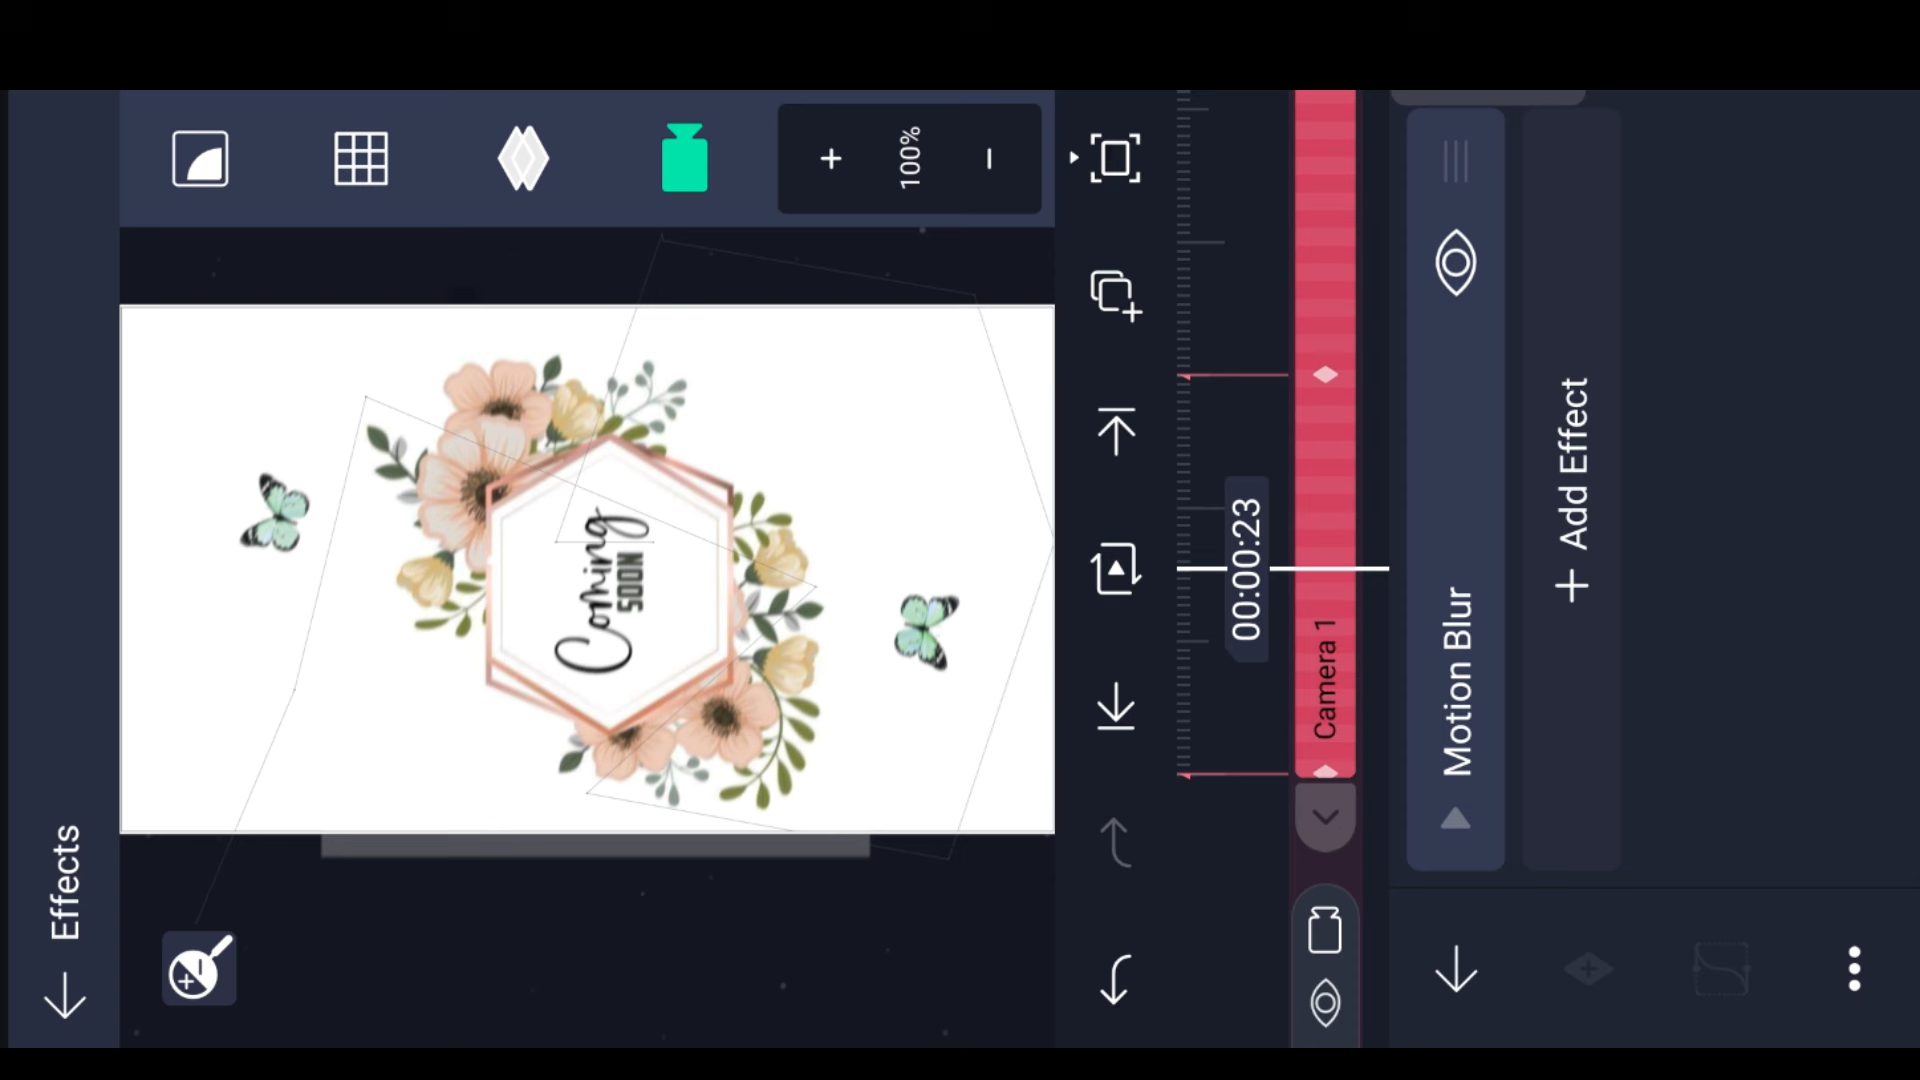 Effects
100%
Coming
SOON
00:00:23
Camera 1
Motion Blur
+ Add Effect